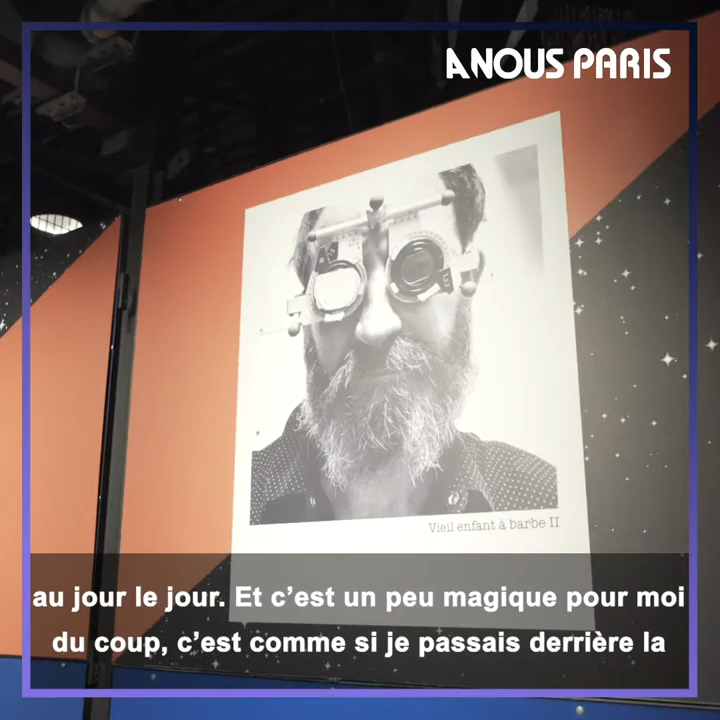 ANOUS PARIS
Vieil enfant à barbe II
au jour le jour. Et c’est un peu magique pour moi
du coup, c’est comme si je passais derrière la